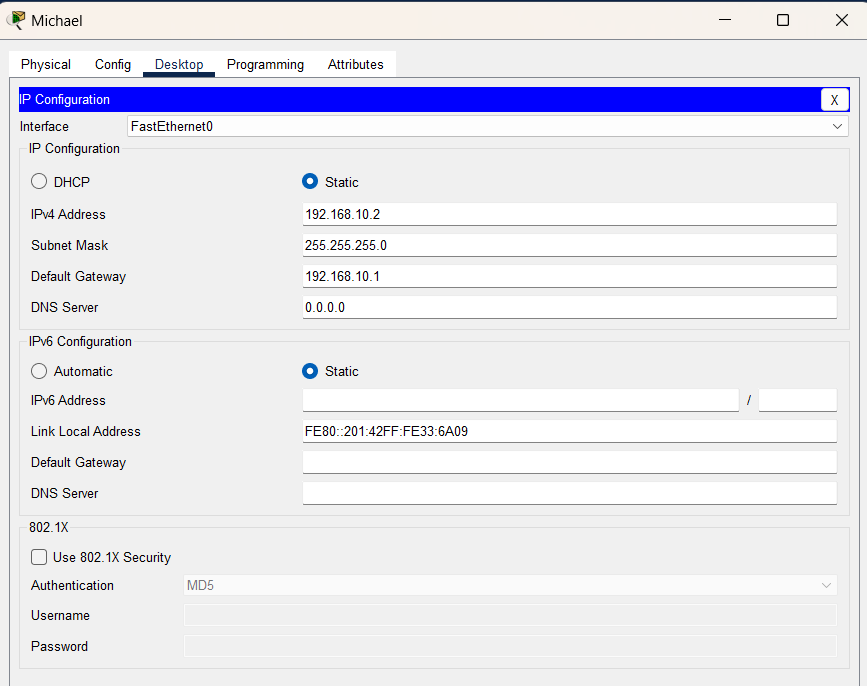 Michael
Physical Config Desktop Programming Attributes
IP Configuration X
Interface FastEthernet0
IP Configuration
DHCP Static
IPv4 Address 192.168.10.2
Subnet Mask 255.255.255.0
Default Gateway 192.168.10.1
DNS Server 0.0.0.0
IPv6 Configuration
Automatic Static
IPv6 Address /
Link Local Address FE80::201:42FF:FE33:6A09
Default Gateway
DNS Server
802.1X
Use 802.1X Security
Authentication MD5
Username
Password